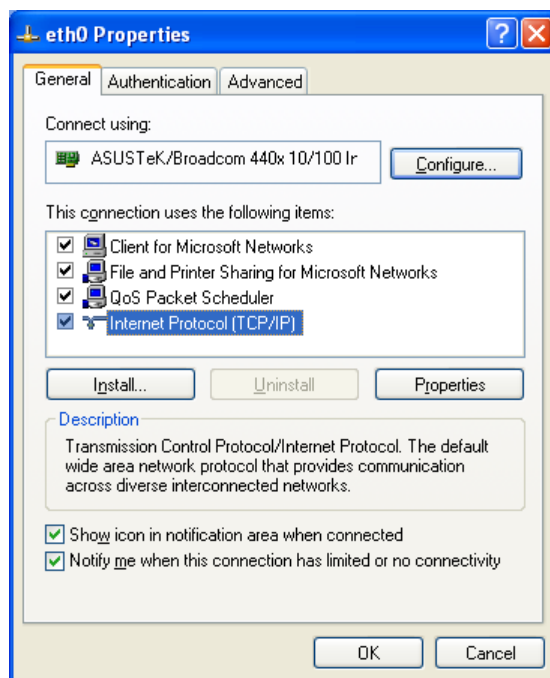 eth0 Properties
General Authentication Advanced
Connect using:
ASUSTeK/Broadcom 440x 10/100 Ir
Configure...
This connection uses the following items:
Client for Microsoft Networks
File and Printer Sharing for Microsoft Networks
QoS Packet Scheduler
Internet Protocol (TCP/IP)
Install... Uninstall Properties
Description
Transmission Control Protocol/Internet Protocol. The default
wide area network protocol that provides communication
across diverse interconnected networks.
Show icon in notification area when connected
Notify me when this connection has limited or no connectivity
OK Cancel